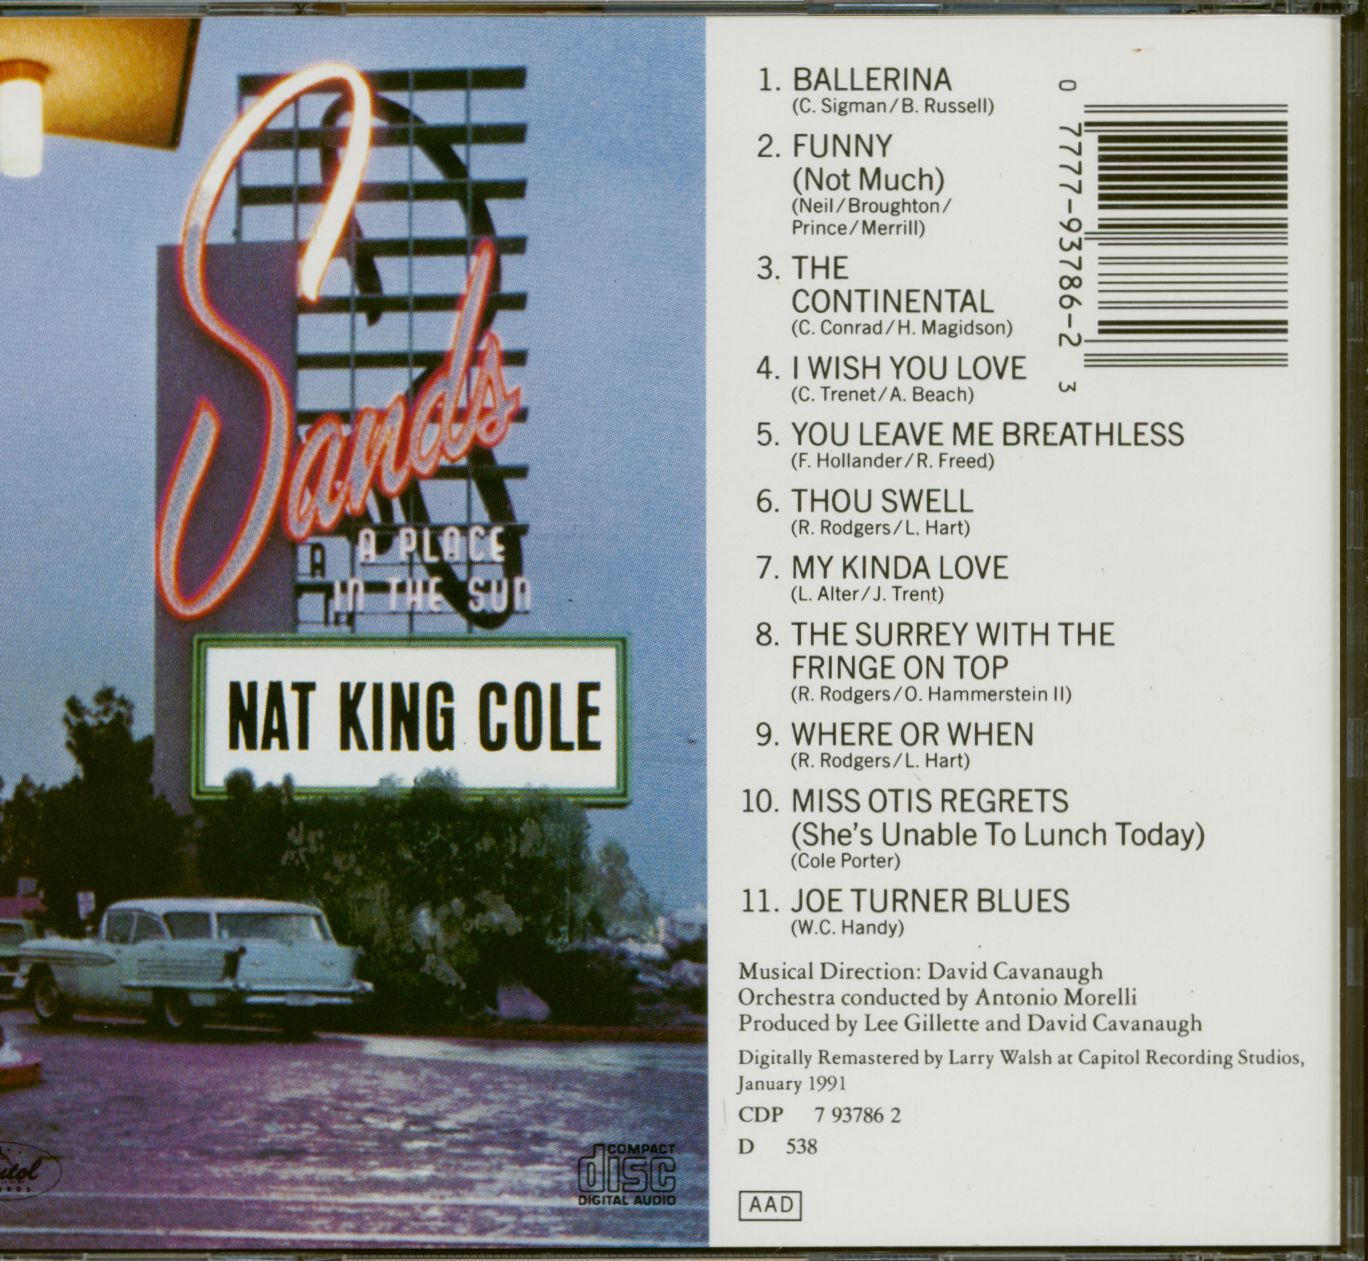 Sands
A PLACE
IN THE SUN
NAT KING COLE
COMPACT
disc
DIGITAL AUDIO
1. BALLERINA
(C. Sigman/B. Russell)
2. FUNNY
(Not Much)
(Neil/Broughton/
Prince/Merrill)
3. THE
CONTINENTAL
(C. Conrad/H. Magidson)
4. I WISH YOU LOVE
(C. Trenet/A. Beach)
5. YOU LEAVE ME BREATHLESS
(F. Hollander/R. Freed)
6. THOU SWELL
(R. Rodgers/L. Hart)
7. MY KINDA LOVE
(L. Alter/J. Trent)
8. THE SURREY WITH THE
FRINGE ON TOP
(R. Rodgers/O. Hammerstein II)
9. WHERE OR WHEN
(R. Rodgers/L. Hart)
10. MISS OTIS REGRETS
(She's Unable To Lunch Today)
(Cole Porter)
11. JOE TURNER BLUES
(W.C. Handy)
0 7777-93786-2 3
Musical Direction: David Cavanaugh
Orchestra conducted by Antonio Morelli
Produced by Lee Gillette and David Cavanaugh
Digitally Remastered by Larry Walsh at Capitol Recording Studios,
January 1991
CDP 7 93786 2
D 538
AAD